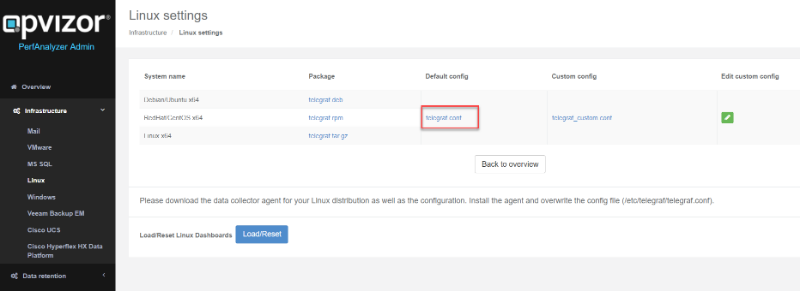 opvizor®
PerfAnalyzer Admin
Overview
Infrastructure
Mail
VMware
MS SQL
Linux
Windows
Veeam Backup EM
Cisco UCS
Cisco Hyperflex HX Data
Platform
Data retention
Linux settings
Infrastructure / Linux settings
System name Package Default config Custom config Edit custom config
Debian/Ubuntu x64 telegraf deb
RedHat/CentOS x64 telegraf rpm telegraf conf telegraf_custom conf
Linux x64 telegraf tar gz
Back to overview
Please download the data collector agent for your Linux distribution as well as the configuration. Install the agent and overwrite the config file (/etc/telegraf/telegraf.conf).
Load/Reset Linux Dashboards Load/Reset